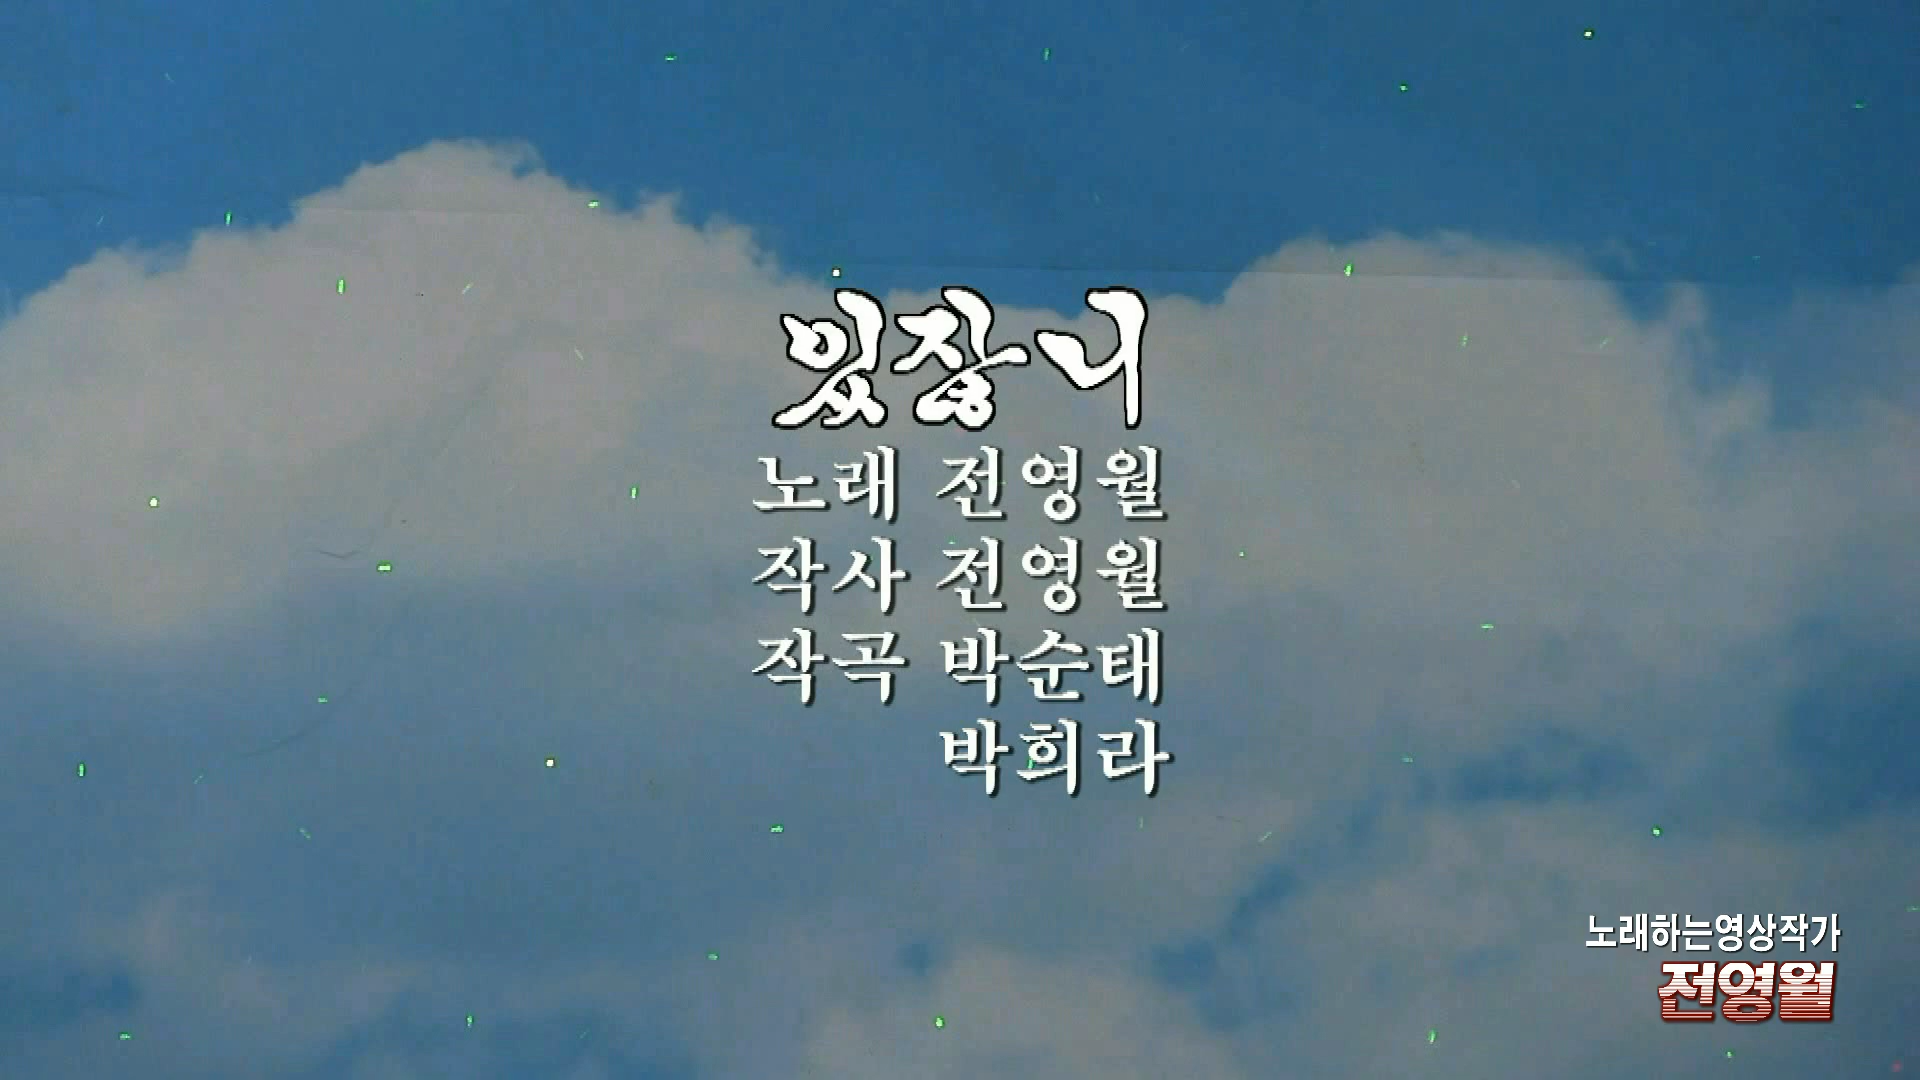 있잖니
노래 전영월
작사 전영월
작곡 박순태
박희라
노래하는영상작가
전영월